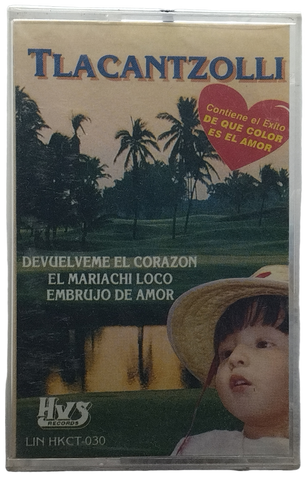 TLACANTZOLLI
Contiene el Exito
DE QUE COLOR
ES EL AMOR
DEVUELVEME EL CORAZON
EL MARIACHI LOCO
EMBRUJO DE AMOR
HVS
RECORDS
LIN HKCT-030